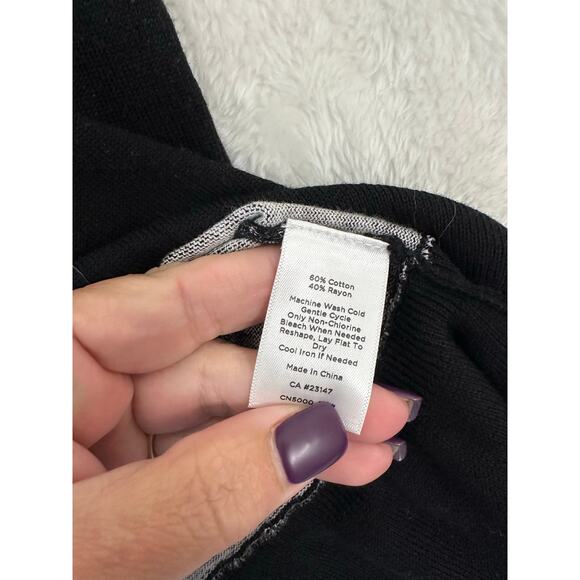 60% Cotton
40% Rayon
Machine Wash Cold
Gentle Cycle
Only Non-Chlorine
Bleach When Needed
Reshape, Lay Flat To
Dry
Cool Iron If Needed
Made In China
CA #23147
CN5000